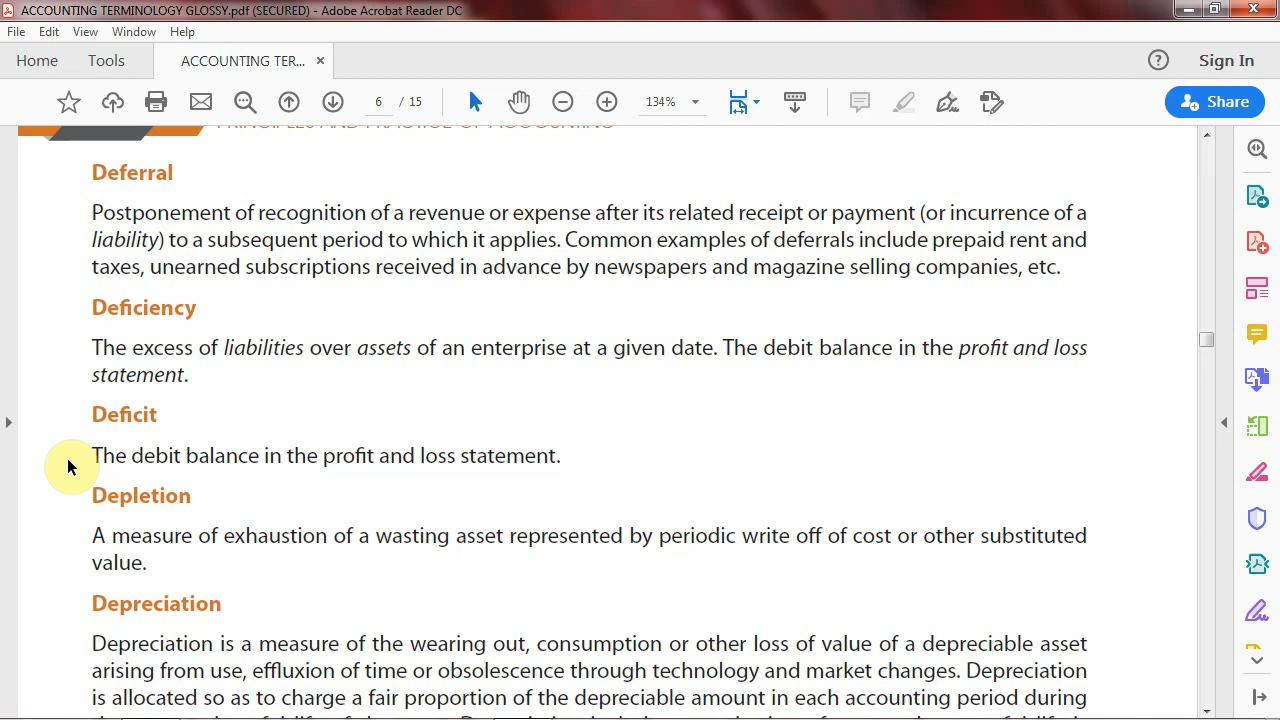 ACCOUNTING TERMINOLOGY GLOSSY.pdf (SECURED) - Adobe Acrobat Reader DC
File Edit View Window Help
Home Tools ACCOUNTING TER... × ? Sign In
6 / 15 134% Share
PRINCIPLES AND PRACTICE OF ACCOUNTING
Deferral
Postponement of recognition of a revenue or expense after its related receipt or payment (or incurrence of a
liability) to a subsequent period to which it applies. Common examples of deferrals include prepaid rent and
taxes, unearned subscriptions received in advance by newspapers and magazine selling companies, etc.
Deficiency
The excess of liabilities over assets of an enterprise at a given date. The debit balance in the profit and loss
statement.
Deficit
The debit balance in the profit and loss statement.
Depletion
A measure of exhaustion of a wasting asset represented by periodic write off of cost or other substituted
value.
Depreciation
Depreciation is a measure of the wearing out, consumption or other loss of value of a depreciable asset
arising from use, effluxion of time or obsolescence through technology and market changes. Depreciation
is allocated so as to charge a fair proportion of the depreciable amount in each accounting period during